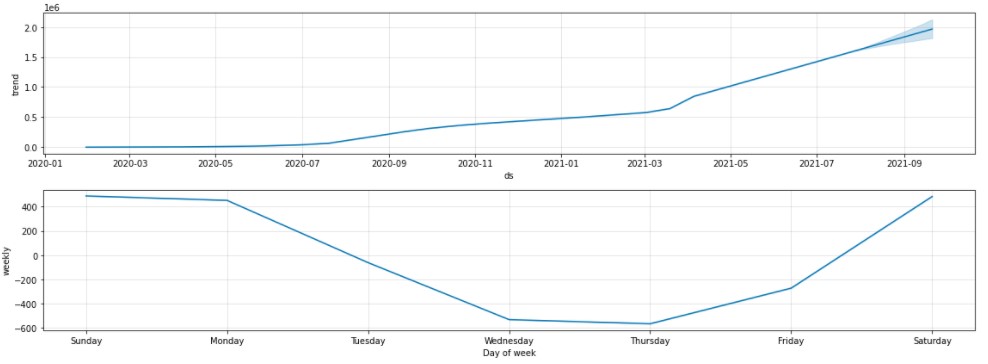 1e6
2.0
1.5
1.0
0.5
0.0
trend
2020-01 2020-03 2020-05 2020-07 2020-09 2020-11 2021-01 2021-03 2021-05 2021-07 2021-09
ds
400
200
0
−200
−400
−600
weekly
Sunday Monday Tuesday Wednesday Thursday Friday Saturday
Day of week